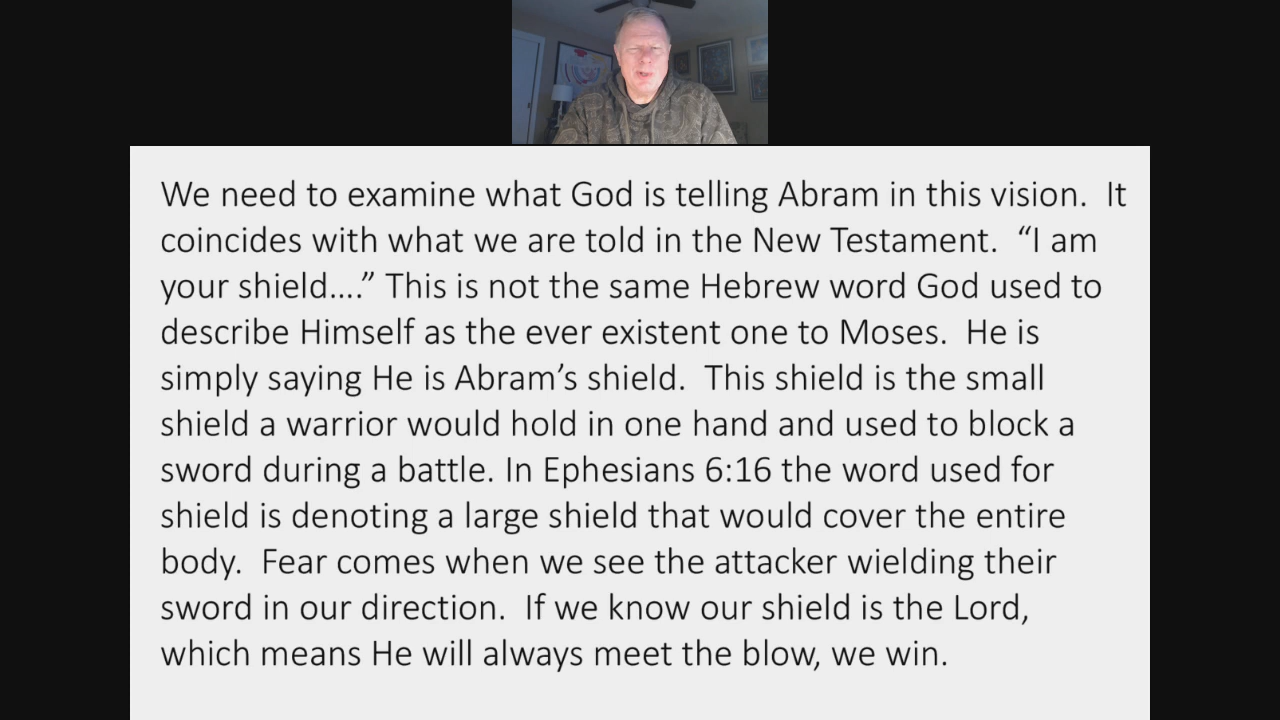 We need to examine what God is telling Abram in this vision.  It
coincides with what we are told in the New Testament.  “I am
your shield….” This is not the same Hebrew word God used to
describe Himself as the ever existent one to Moses.  He is
simply saying He is Abram’s shield.  This shield is the small
shield a warrior would hold in one hand and used to block a
sword during a battle. In Ephesians 6:16 the word used for
shield is denoting a large shield that would cover the entire
body.  Fear comes when we see the attacker wielding their
sword in our direction.  If we know our shield is the Lord,
which means He will always meet the blow, we win.